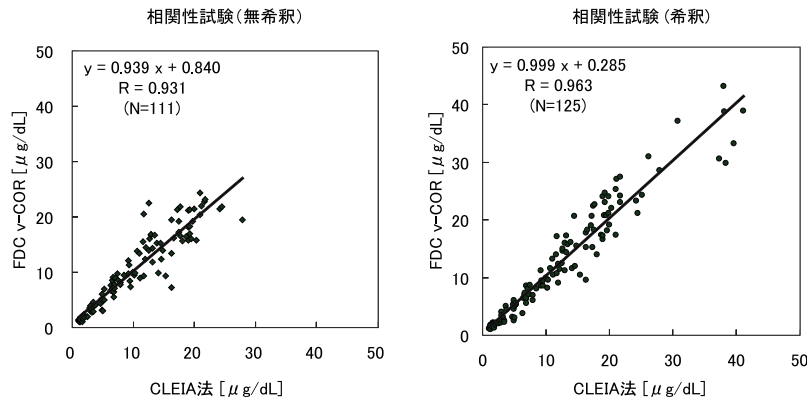 相関性試験（無希釈）
y = 0.939 x + 0.840
R = 0.931
(N=111)
FDC v-COR [μg/dL]
50
40
30
20
10
0
0 10 20 30 40 50
CLEIA法 [μg/dL]
相関性試験（希釈）
y = 0.999 x + 0.285
R = 0.963
(N=125)
FDC v-COR [μg/dL]
50
40
30
20
10
0
0 10 20 30 40 50
CLEIA法 [μg/dL]